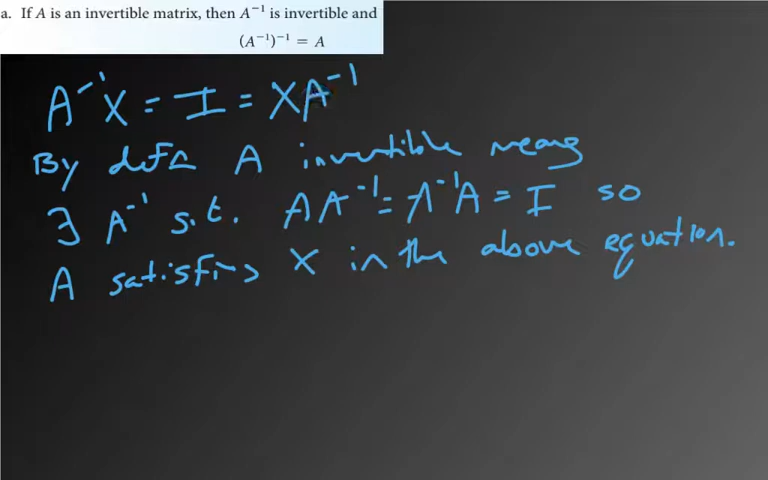 a. If A is an invertible matrix, then A⁻¹ is invertible and
(A⁻¹)⁻¹ = A
A⁻¹X = I = XA⁻¹
By defn A invertible means
∃ A⁻¹ s.t. AA⁻¹ = A⁻¹A = I so
A satisfies X in the above equation.